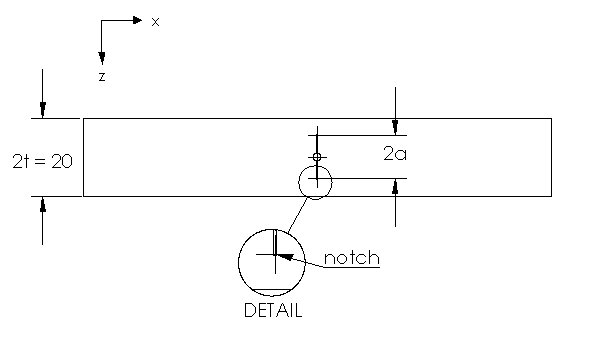 x
z
2t = 20
2a
notch
DETAIL